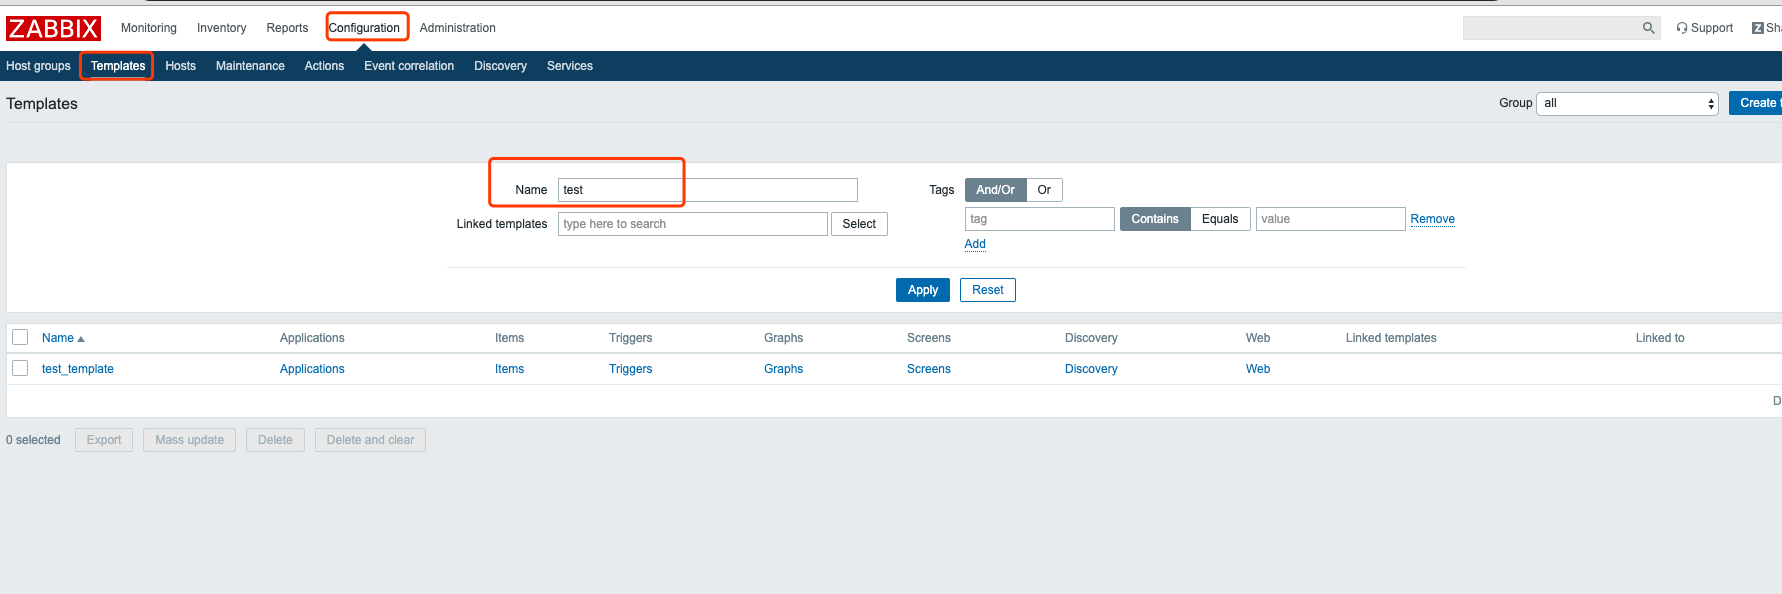 ZABBIX Monitoring Inventory Reports Configuration Administration Support Z
Host groups Templates Hosts Maintenance Actions Event correlation Discovery Services
Templates Group all Create
Name test Tags And/Or Or
Linked templates type here to search Select tag Contains Equals value Remove
Add
Apply Reset
Name Applications Items Triggers Graphs Screens Discovery Web Linked templates Linked to
test_template Applications Items Triggers Graphs Screens Discovery Web
0 selected Export Mass update Delete Delete and clear